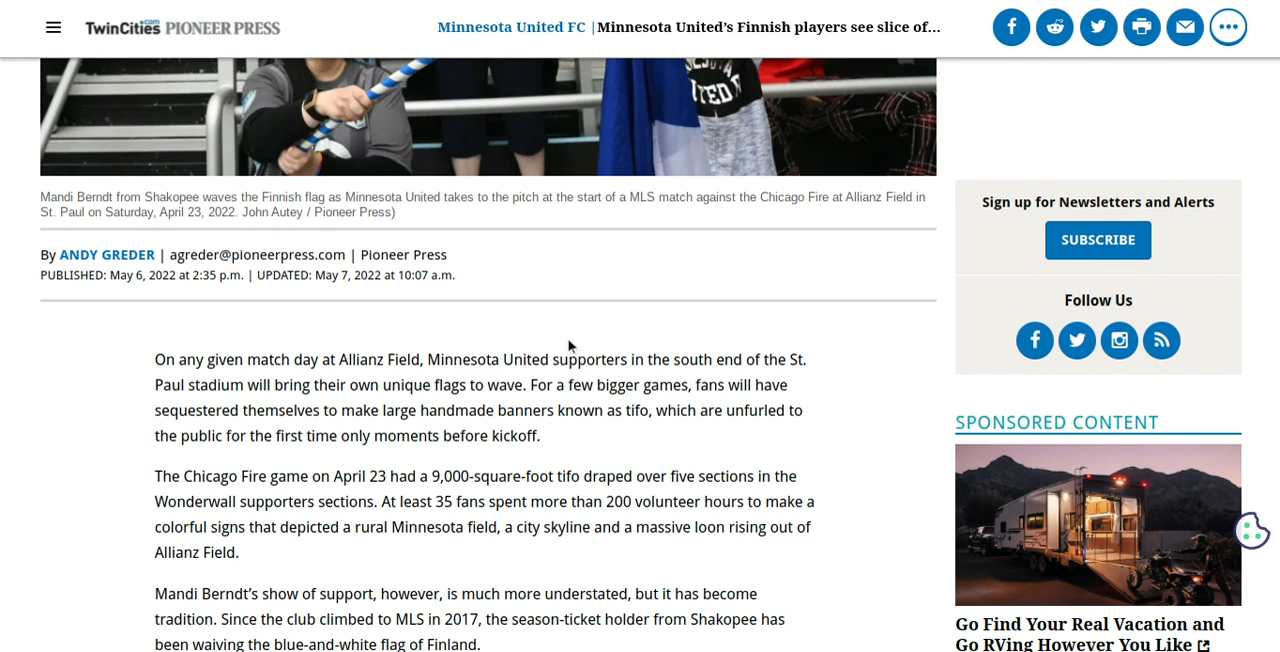 TwinCities.com PIONEER PRESS
Minnesota United FC | Minnesota United’s Finnish players see slice of...
Mandi Berndt from Shakopee waves the Finnish flag as Minnesota United takes to the pitch at the start of a MLS match against the Chicago Fire at Allianz Field in
St. Paul on Saturday, April 23, 2022. John Autey / Pioneer Press)
By ANDY GREDER | agreder@pioneerpress.com | Pioneer Press
PUBLISHED: May 6, 2022 at 2:35 p.m. | UPDATED: May 7, 2022 at 10:07 a.m.
On any given match day at Allianz Field, Minnesota United supporters in the south end of the St.
Paul stadium will bring their own unique flags to wave. For a few bigger games, fans will have
sequestered themselves to make large handmade banners known as tifo, which are unfurled to
the public for the first time only moments before kickoff.
The Chicago Fire game on April 23 had a 9,000-square-foot tifo draped over five sections in the
Wonderwall supporters sections. At least 35 fans spent more than 200 volunteer hours to make a
colorful signs that depicted a rural Minnesota field, a city skyline and a massive loon rising out of
Allianz Field.
Mandi Berndt’s show of support, however, is much more understated, but it has become
tradition. Since the club climbed to MLS in 2017, the season-ticket holder from Shakopee has
been waiving the blue-and-white flag of Finland.
Sign up for Newsletters and Alerts
SUBSCRIBE
Follow Us
SPONSORED CONTENT
Go Find Your Real Vacation and
Go RVing However You Like